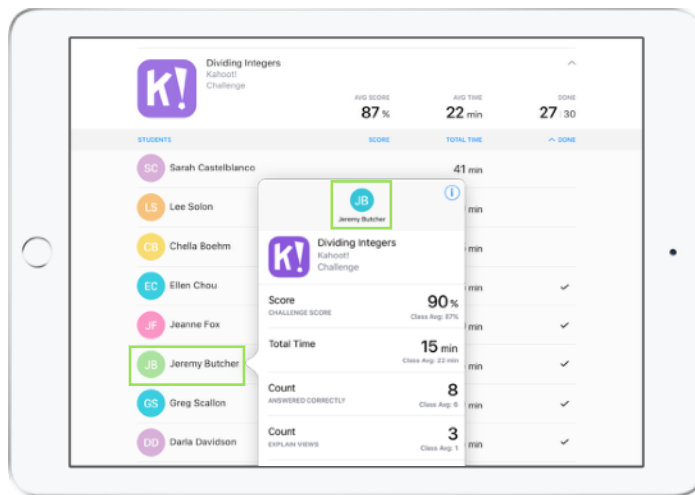 K!
Dividing Integers
Kahoot!
Challenge
AVG SCORE AVG TIME DONE
87 % 22 min 27 | 30
STUDENTS SCORE TOTAL TIME DONE
SC Sarah Castelblanco 41 min
LS Lee Solon min
CB Chella Boehm min
EC Ellen Chou min
JF Jeanne Fox min
JB Jeremy Butcher min
GS Greg Scallon min
DD Daria Davidson min
JB
i
Jeremy Butcher
K!
Dividing Integers
Kahoot!
Challenge
Score 90%
CHALLENGE SCORE Class Avg: 87%
Total Time 15 min
Class Avg: 22 min
Count 8
ANSWERED CORRECTLY Class Avg: 6
Count 3
EXPLAIN VIEWS Class Avg: 1